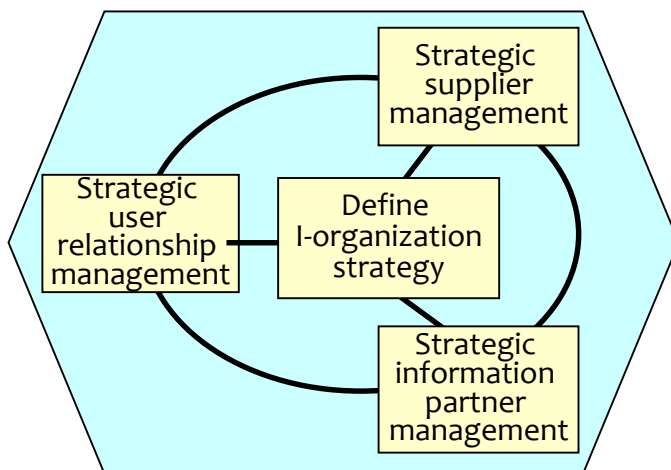 Strategic
supplier
management
Strategic
user
relationship
management
Define
I-organization
strategy
Strategic
information
partner
management